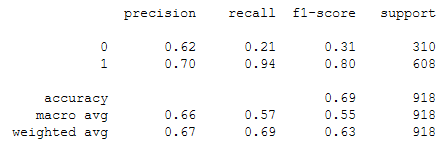 precision recall f1-score support
0 0.62 0.21 0.31 310
1 0.70 0.94 0.80 608
accuracy 0.69 918
macro avg 0.66 0.57 0.55 918
weighted avg 0.67 0.69 0.63 918